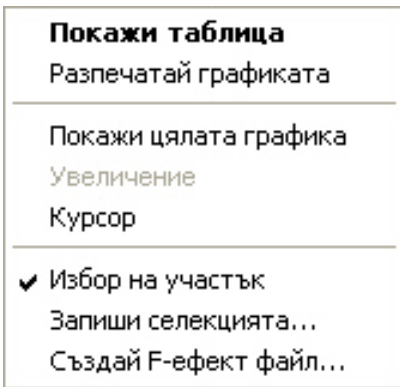 Покажи таблица
Разпечатай графиката
Покажи цялата графика
Увеличение
Курсор
Избор на участък
Запиши селекцията...
Създай F-ефект файл...